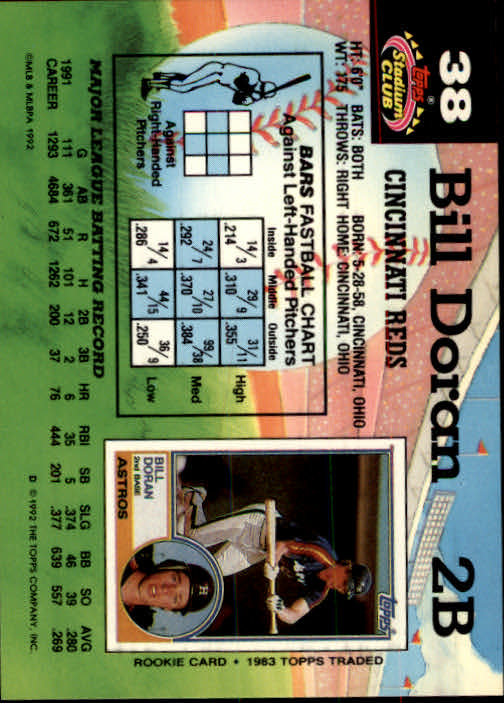 38
TOPPS®
Stadium
CLUB
Bill Doran 2B
CINCINNATI REDS
HT: 6'0" BATS: BOTH BORN: 5-28-58, CINCINNATI, OHIO
WT: 175 THROWS: RIGHT HOME: CINCINNATI, OHIO
BARS FASTBALL CHART
Against Left-Handed Pitchers
Against
Right-Handed
Pitchers
Inside Middle Outside
14/3 29/9 31/11 High
.214 .310 .355
24/7 27/10 99/38 Med
.292 .370 .384
14/4 44/15 36/9 Low
.286 .341 .250
TOPPS
BILL
DORAN
2nd BASE
ASTROS
ROOKIE CARD • 1983 TOPPS TRADED
MAJOR LEAGUE BATTING RECORD
G AB R H 2B 3B HR RBI SB SLG BB SO AVG
1991 111 361 51 101 12 2 6 35 5 .374 46 39 .280
CAREER 1293 4684 672 1262 200 37 76 444 201 .377 639 557 .269
©MLB & MLBPA 1992
D © 1992 THE TOPPS COMPANY, INC.